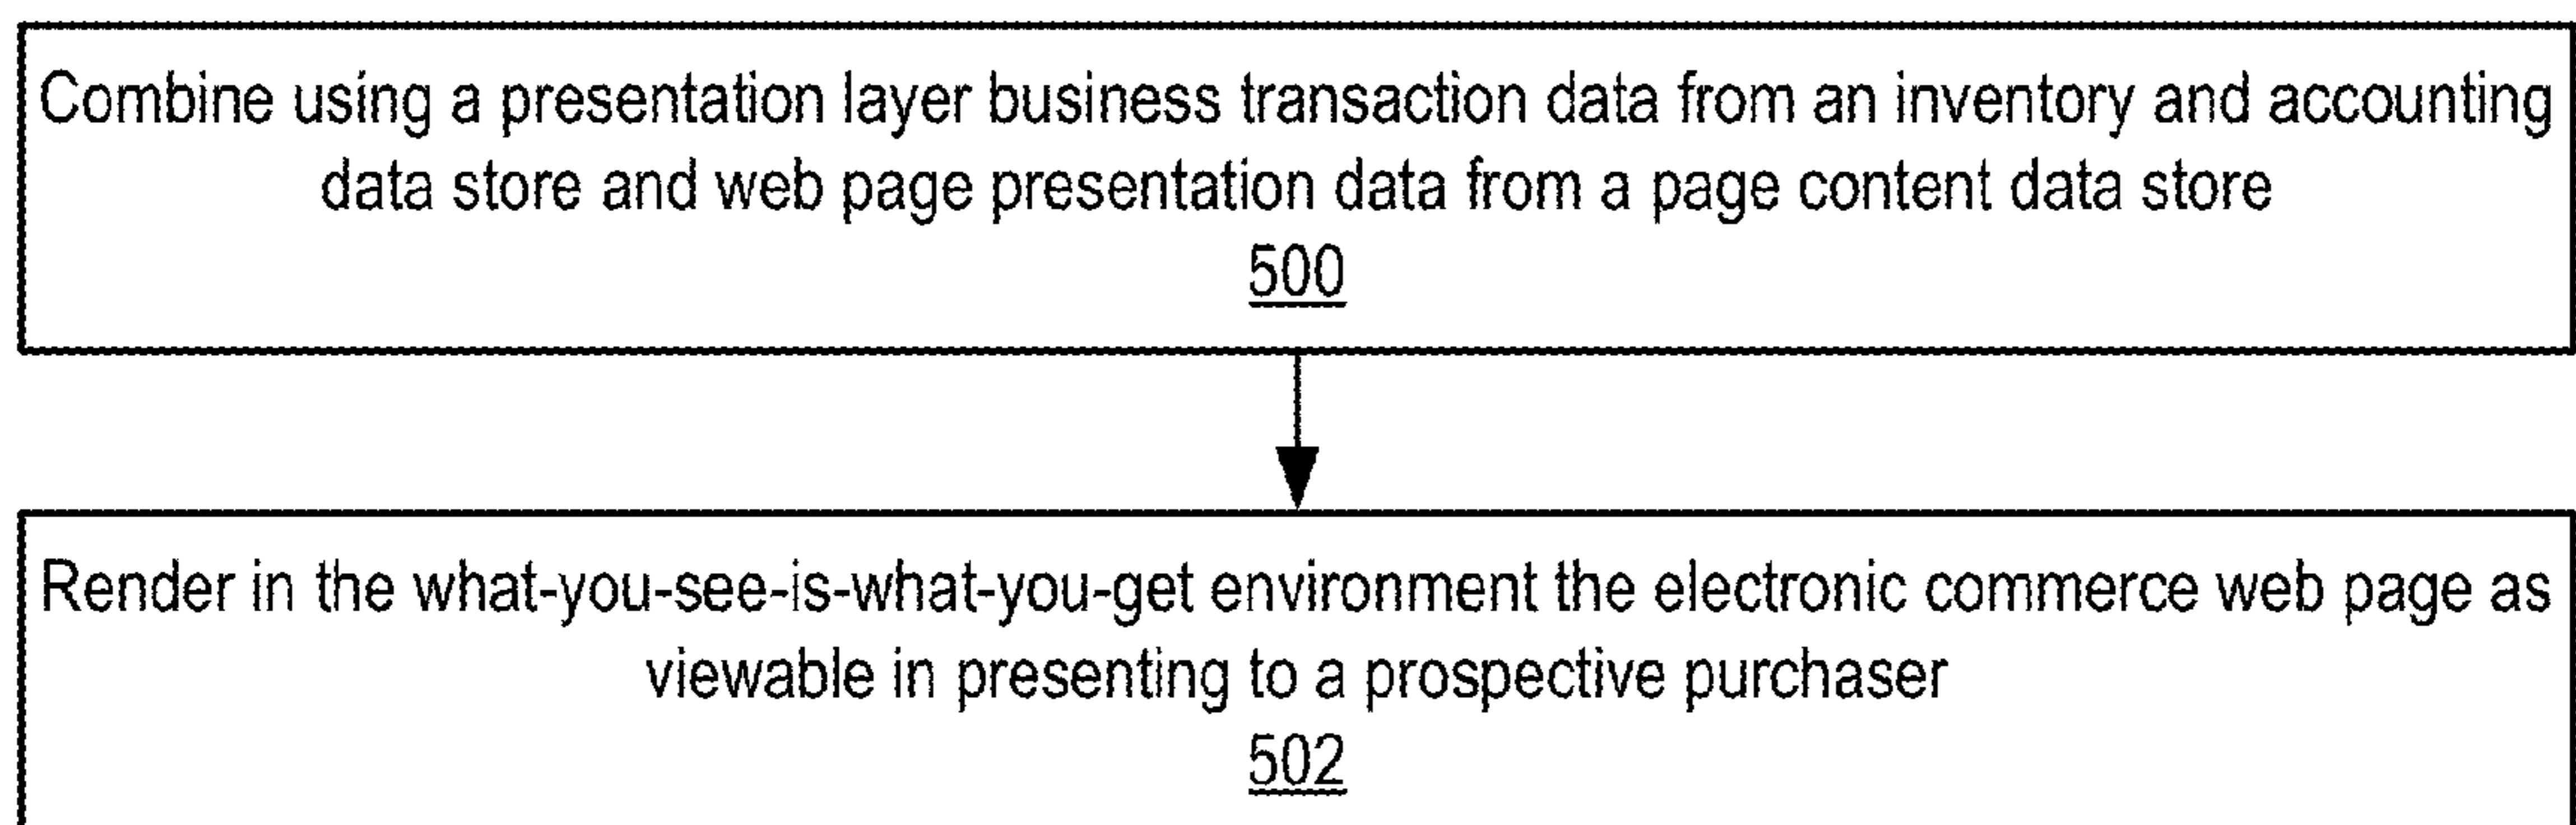 Combine using a presentation layer business transaction data from an inventory and accounting
data store and web page presentation data from a page content data store
500
Render in the what-you-see-is-what-you-get environment the electronic commerce web page as
viewable in presenting to a prospective purchaser
502